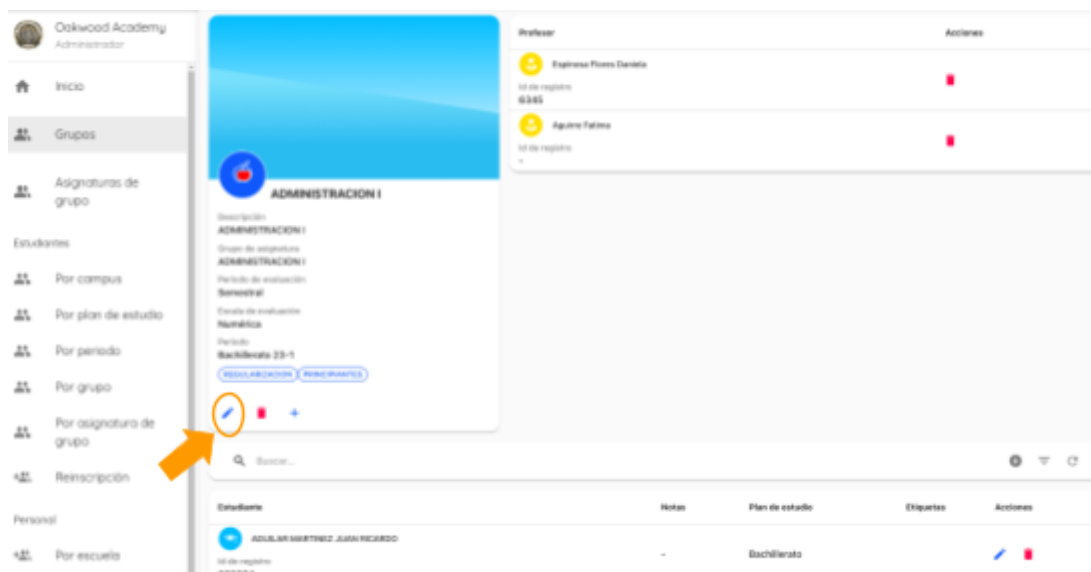 Oakwood Academy
Administrador
Inicio
Grupos
Asignaturas de
grupo
Estudiantes
Por campus
Por plan de estudio
Por periodo
Por grupo
Por asignatura de
grupo
Reinscripción
Personal
Por escuela
ADMINISTRACION I
Descripción
ADMINISTRACION I
Grupo de asignatura
ADMINISTRACION I
Periodo de evaluación
Semestral
Escala de evaluación
Numérica
Periodo
Bachillerato 23-1
REGULARIZACION PRINCIPIANTES
Profesor Acciones
Espinosa Flores Daniela
Id de registro
6345
Aguirre Fatima
Id de registro
-
Buscar...
Estudiante Notas Plan de estudio Etiquetas Acciones
AGUILAR MARTINEZ JUAN RICARDO
- Bachillerato
Id de registro